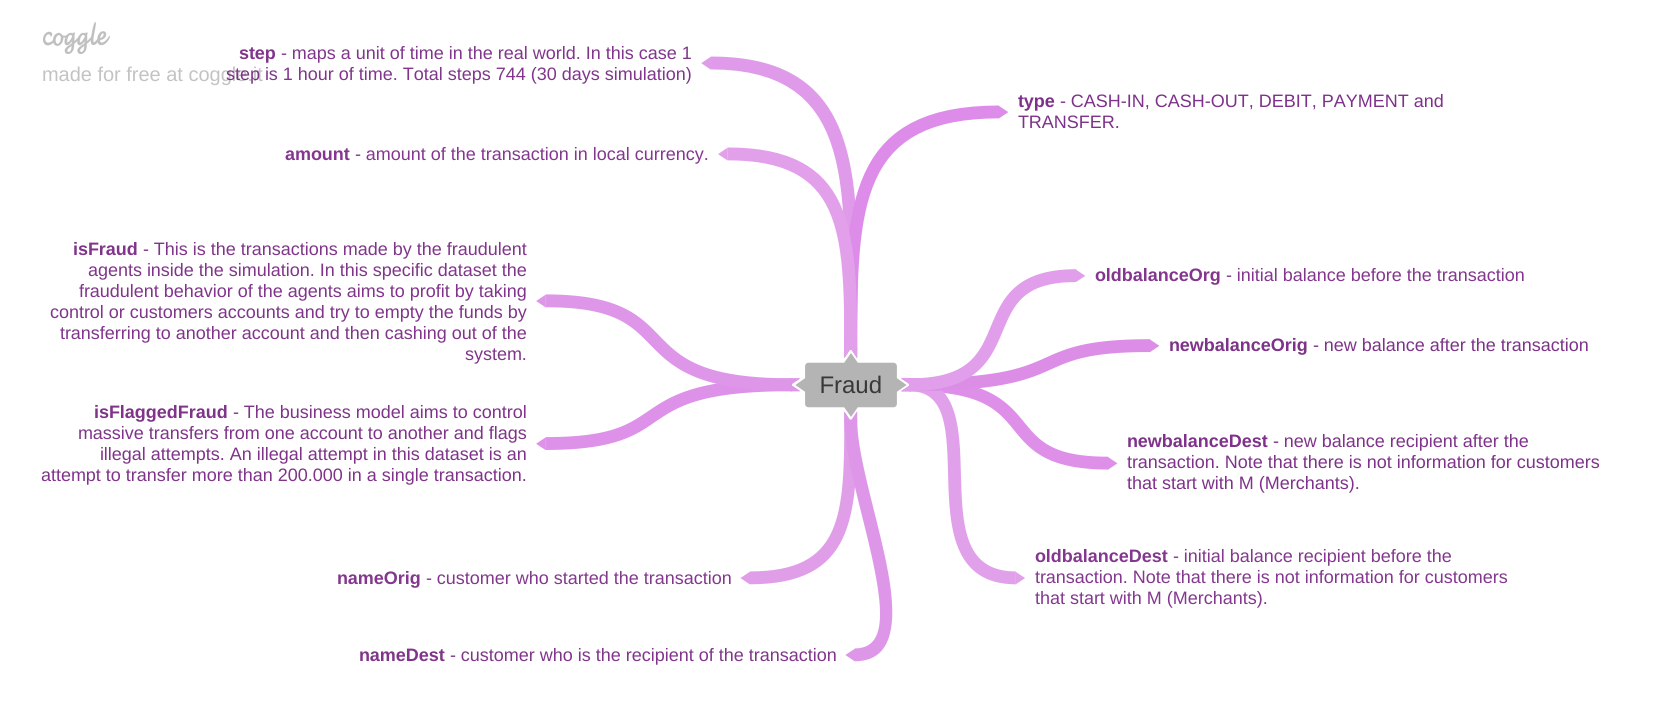 coggle
made for free at coggle.it
step - maps a unit of time in the real world. In this case 1
step is 1 hour of time. Total steps 744 (30 days simulation)
type - CASH-IN, CASH-OUT, DEBIT, PAYMENT and
TRANSFER.
amount - amount of the transaction in local currency.
isFraud - This is the transactions made by the fraudulent
agents inside the simulation. In this specific dataset the
fraudulent behavior of the agents aims to profit by taking
control or customers accounts and try to empty the funds by
transferring to another account and then cashing out of the
system.
oldbalanceOrg - initial balance before the transaction
newbalanceOrig - new balance after the transaction
Fraud
isFlaggedFraud - The business model aims to control
massive transfers from one account to another and flags
illegal attempts. An illegal attempt in this dataset is an
attempt to transfer more than 200.000 in a single transaction.
newbalanceDest - new balance recipient after the
transaction. Note that there is not information for customers
that start with M (Merchants).
oldbalanceDest - initial balance recipient before the
transaction. Note that there is not information for customers
that start with M (Merchants).
nameOrig - customer who started the transaction
nameDest - customer who is the recipient of the transaction